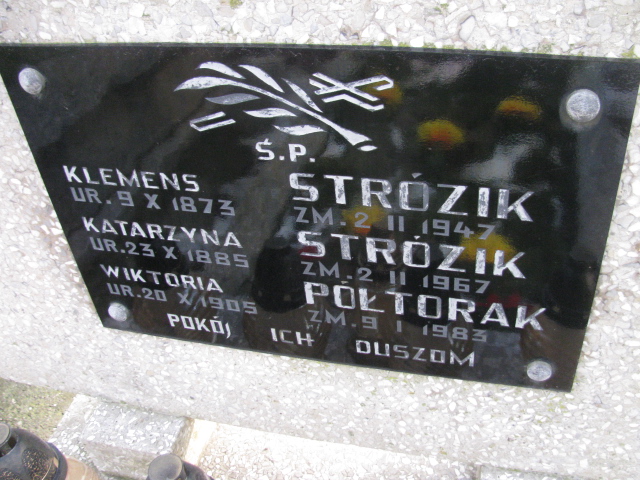 Ś.P.
KLEMENS STRÓZIK
UR. 9 X 1873 ZM. 2 II 1947
KATARZYNA STRÓZIK
UR. 23 X 1885 ZM. 2 II 1967
WIKTORIA PÓŁTORAK
UR. 20 X 1905 ZM. 9 I 1983
POKÓJ ICH DUSZOM